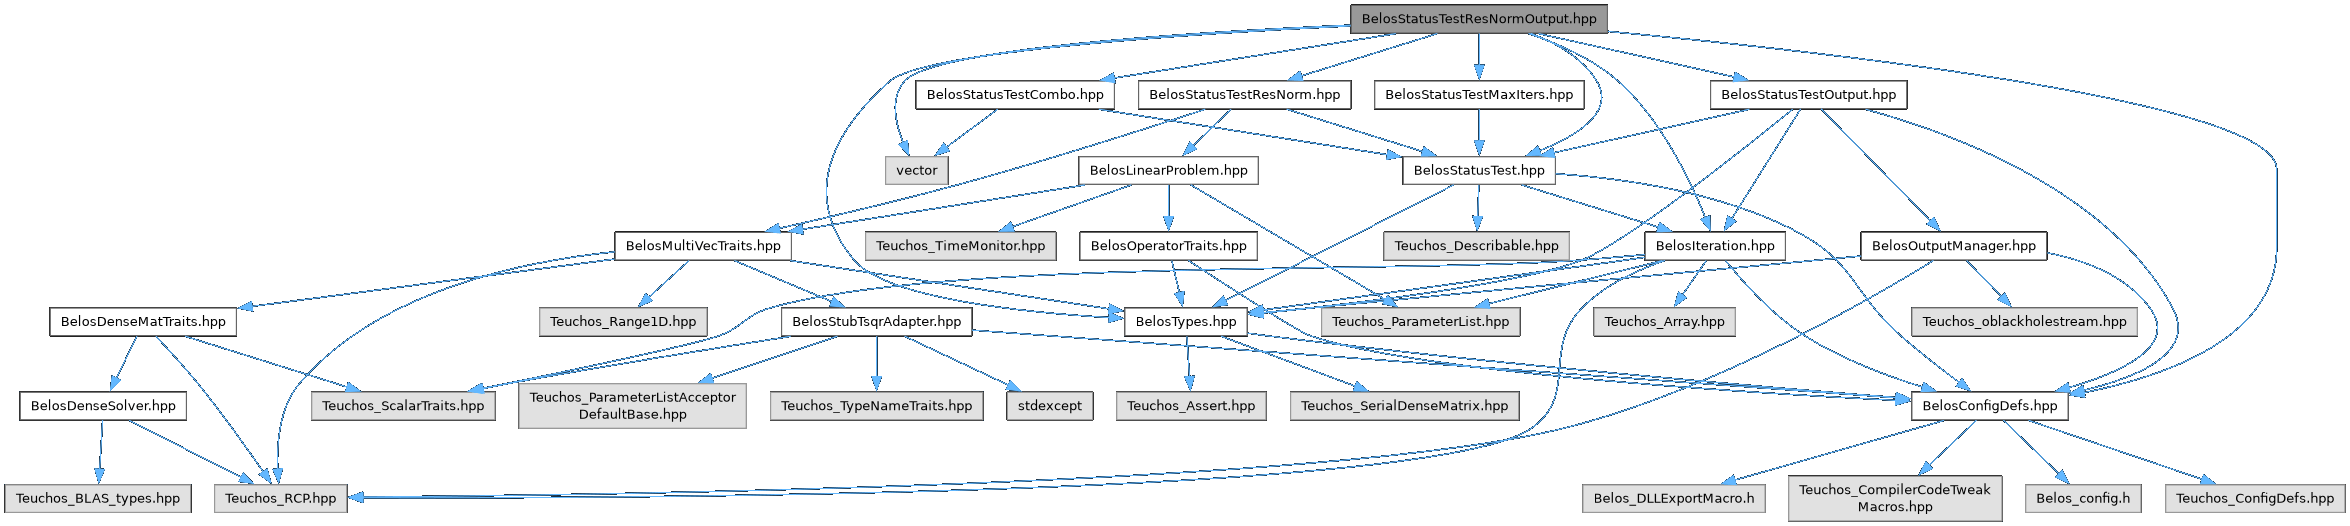 BelosStatusTestResNormOutput.hpp
BelosStatusTestCombo.hpp
BelosStatusTestResNorm.hpp
BelosStatusTestMaxIters.hpp
BelosStatusTestOutput.hpp
vector
BelosLinearProblem.hpp
BelosStatusTest.hpp
BelosMultiVecTraits.hpp
Teuchos_TimeMonitor.hpp
BelosOperatorTraits.hpp
Teuchos_Describable.hpp
BelosIteration.hpp
BelosOutputManager.hpp
BelosDenseMatTraits.hpp
Teuchos_Range1D.hpp
BelosStubTsqrAdapter.hpp
BelosTypes.hpp
Teuchos_ParameterList.hpp
Teuchos_Array.hpp
Teuchos_oblackholestream.hpp
BelosDenseSolver.hpp
Teuchos_ScalarTraits.hpp
Teuchos_ParameterListAcceptor
DefaultBase.hpp
Teuchos_TypeNameTraits.hpp
stdexcept
Teuchos_Assert.hpp
Teuchos_SerialDenseMatrix.hpp
BelosConfigDefs.hpp
Teuchos_BLAS_types.hpp
Teuchos_RCP.hpp
Belos_DLLExportMacro.h
Teuchos_CompilerCodeTweak
Macros.hpp
Belos_config.h
Teuchos_ConfigDefs.hpp